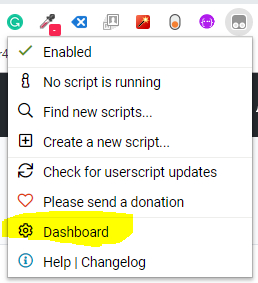 Enabled
No script is running
Find new scripts...
Create a new script...
Check for userscript updates
Please send a donation
Dashboard
Help | Changelog